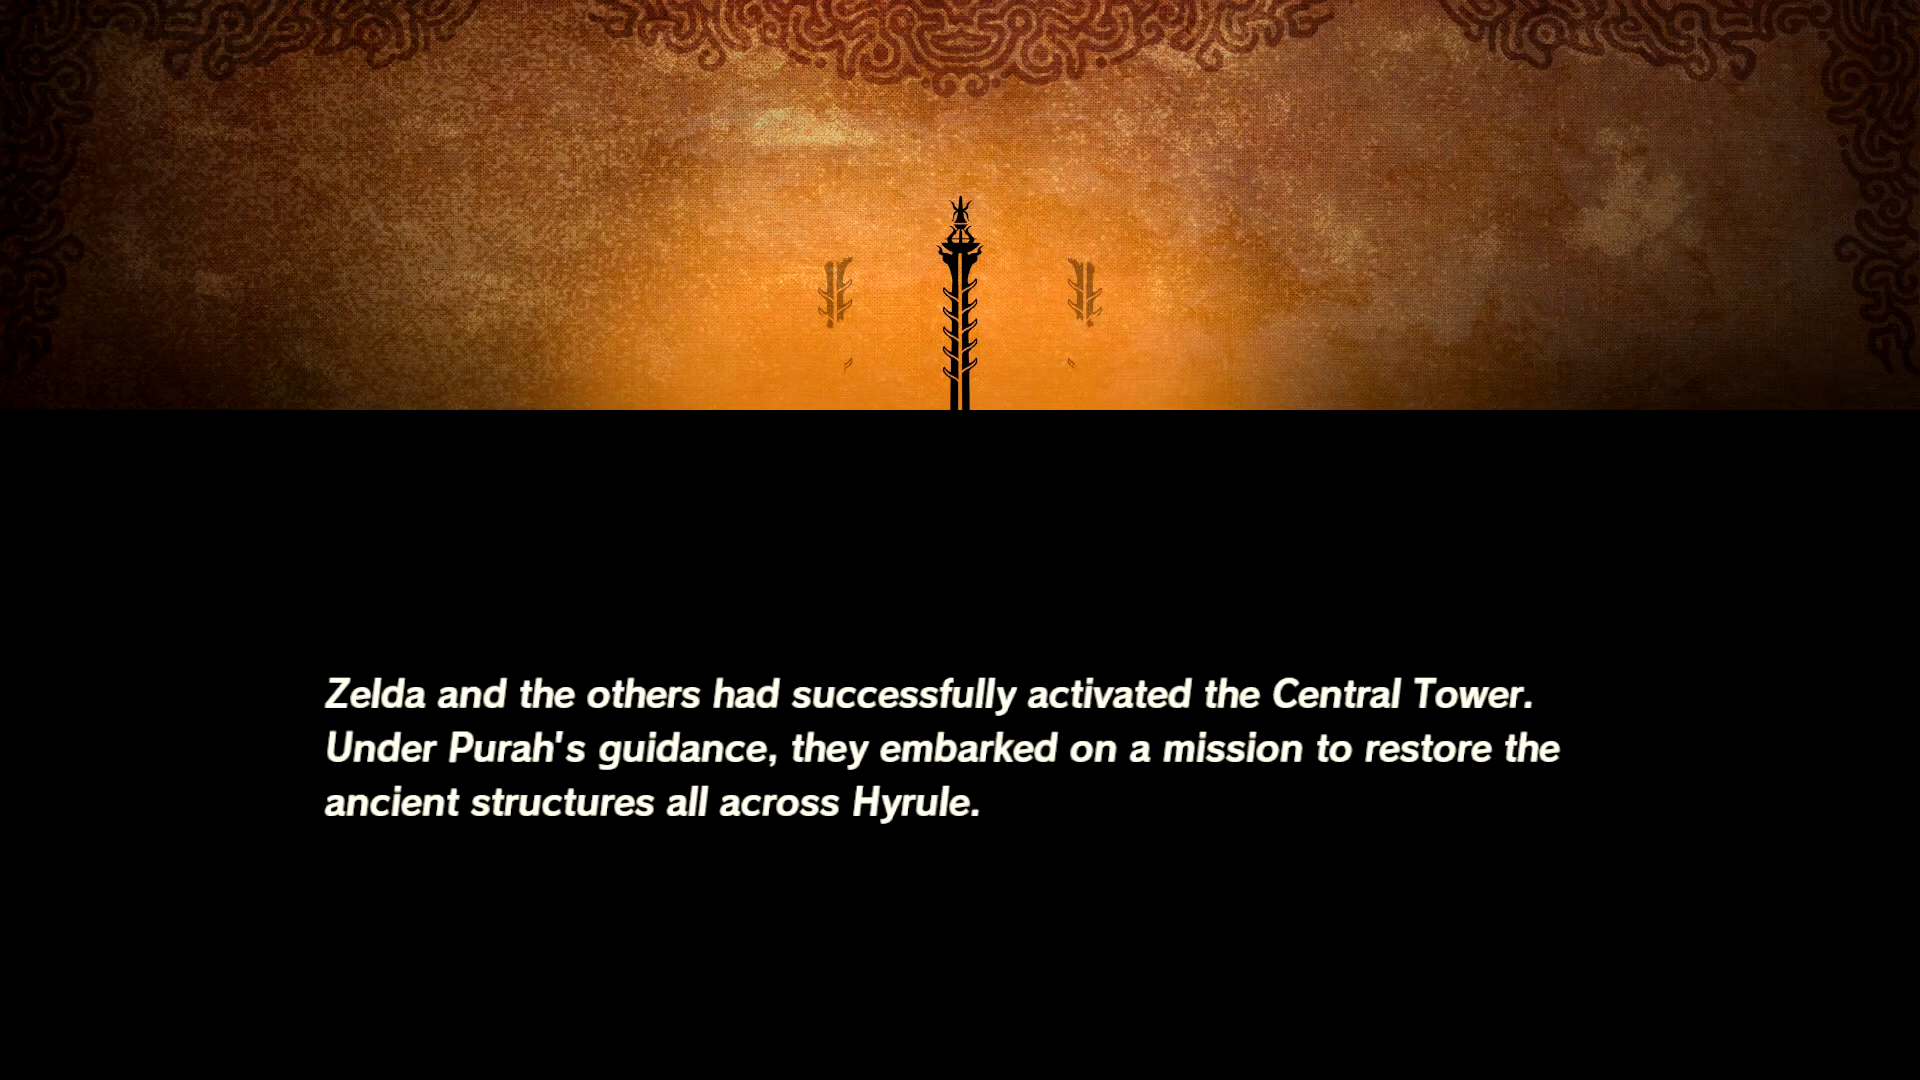 Zelda and the others had successfully activated the Central Tower.
Under Purah's guidance, they embarked on a mission to restore the
ancient structures all across Hyrule.